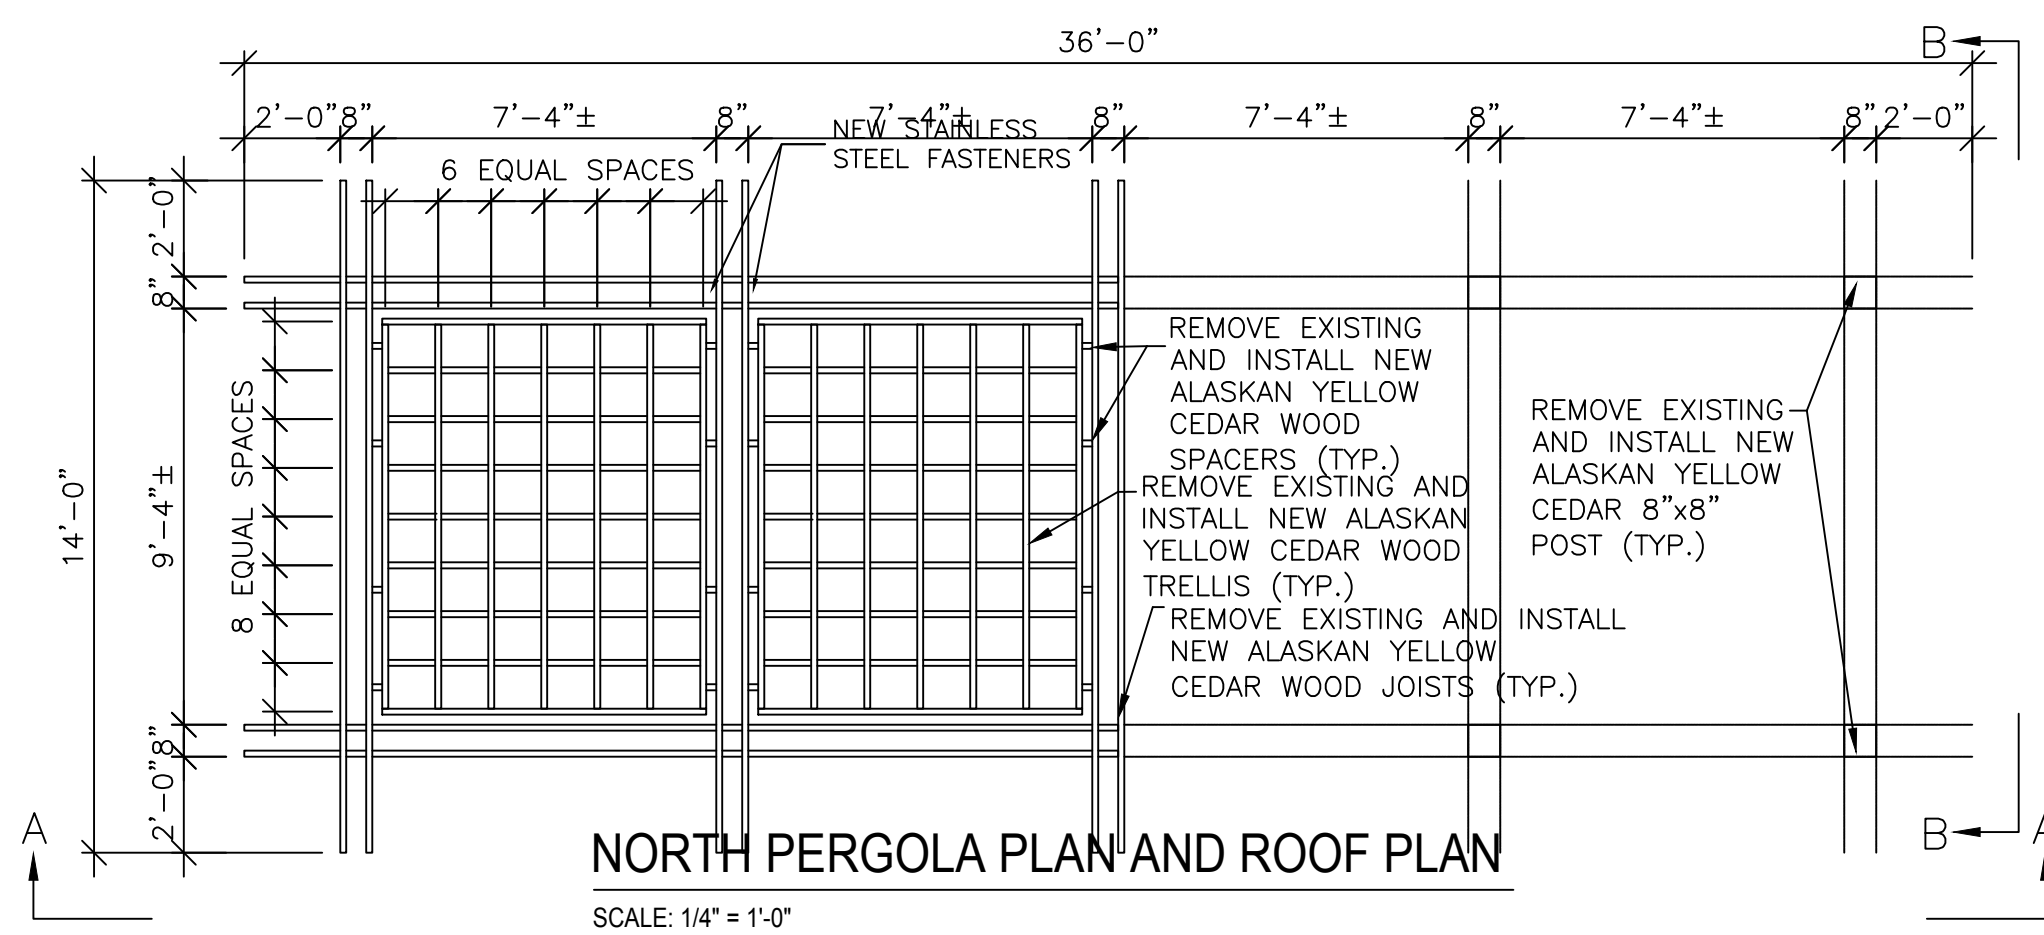 36'-0"
B
2'-0" 8" 7'-4"± 8" 7'-4"± 8" 7'-4"± 8" 7'-4"± 8" 2'-0"
NEW STAINLESS
STEEL FASTENERS
6 EQUAL SPACES
2'-0"
8"
9'-4"±
8"
2'-0"
14'-0"
8 EQUAL SPACES
REMOVE EXISTING
AND INSTALL NEW
ALASKAN YELLOW
CEDAR WOOD
SPACERS (TYP.)
REMOVE EXISTING AND
INSTALL NEW ALASKAN
YELLOW CEDAR WOOD
TRELLIS (TYP.)
REMOVE EXISTING AND INSTALL
NEW ALASKAN YELLOW
CEDAR WOOD JOISTS (TYP.)
REMOVE EXISTING
AND INSTALL NEW
ALASKAN YELLOW
CEDAR 8"x8"
POST (TYP.)
A
B
NORTH PERGOLA PLAN AND ROOF PLAN
SCALE: 1/4" = 1'-0"